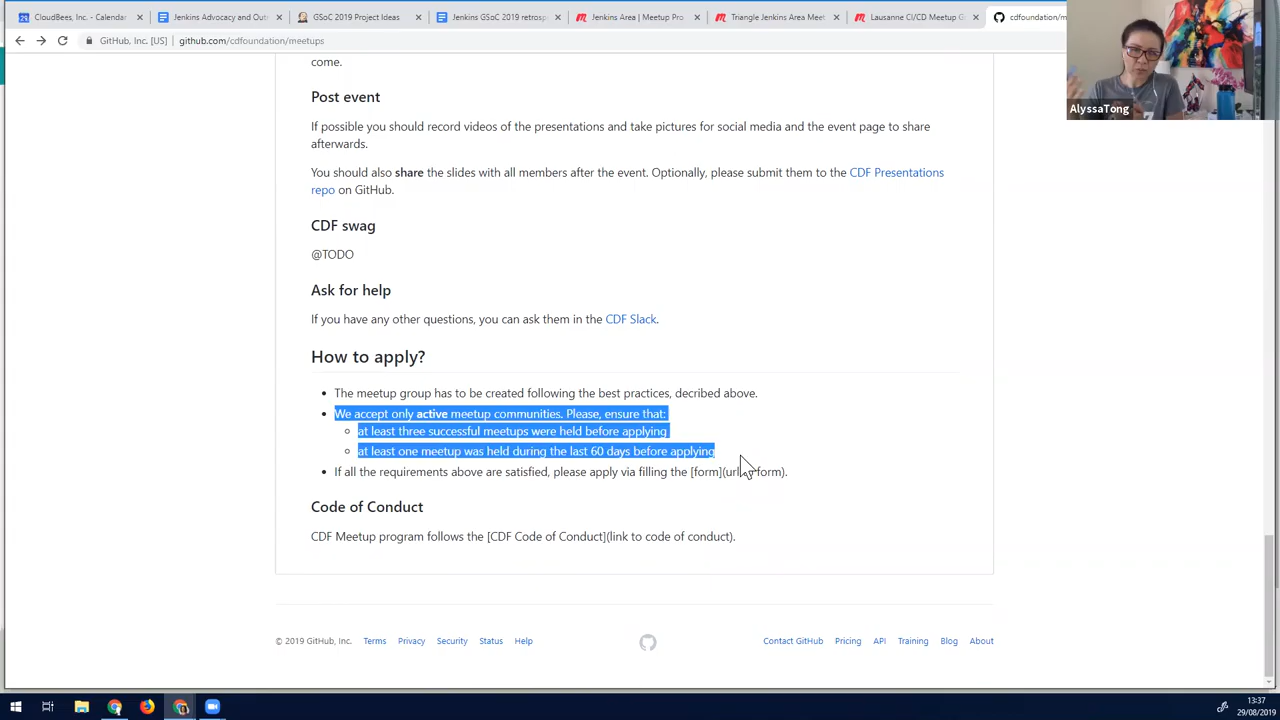 CloudBees, Inc. - Calendar
Jenkins Advocacy and Out
GSoC 2019 Project Ideas
Jenkins GSoC 2019 retrosp
Jenkins Area | Meetup Pro
Triangle Jenkins Area Meet
Lausanne CI/CD Meetup G
cdfoundation/m
GitHub, Inc. [US] | github.com/cdfoundation/meetups
AlyssaTong
come.
Post event
If possible you should record videos of the presentations and take pictures for social media and the event page to share
afterwards.
You should also share the slides with all members after the event. Optionally, please submit them to the CDF Presentations
repo on GitHub.
CDF swag
@TODO
Ask for help
If you have any other questions, you can ask them in the CDF Slack.
How to apply?
The meetup group has to be created following the best practices, decribed above.
We accept only active meetup communities. Please, ensure that:
at least three successful meetups were held before applying
at least one meetup was held during the last 60 days before applying
If all the requirements above are satisfied, please apply via filling the [form](url form).
Code of Conduct
CDF Meetup program follows the [CDF Code of Conduct](link to code of conduct).
© 2019 GitHub, Inc. Terms Privacy Security Status Help
Contact GitHub Pricing API Training Blog About
13:37
29/08/2019